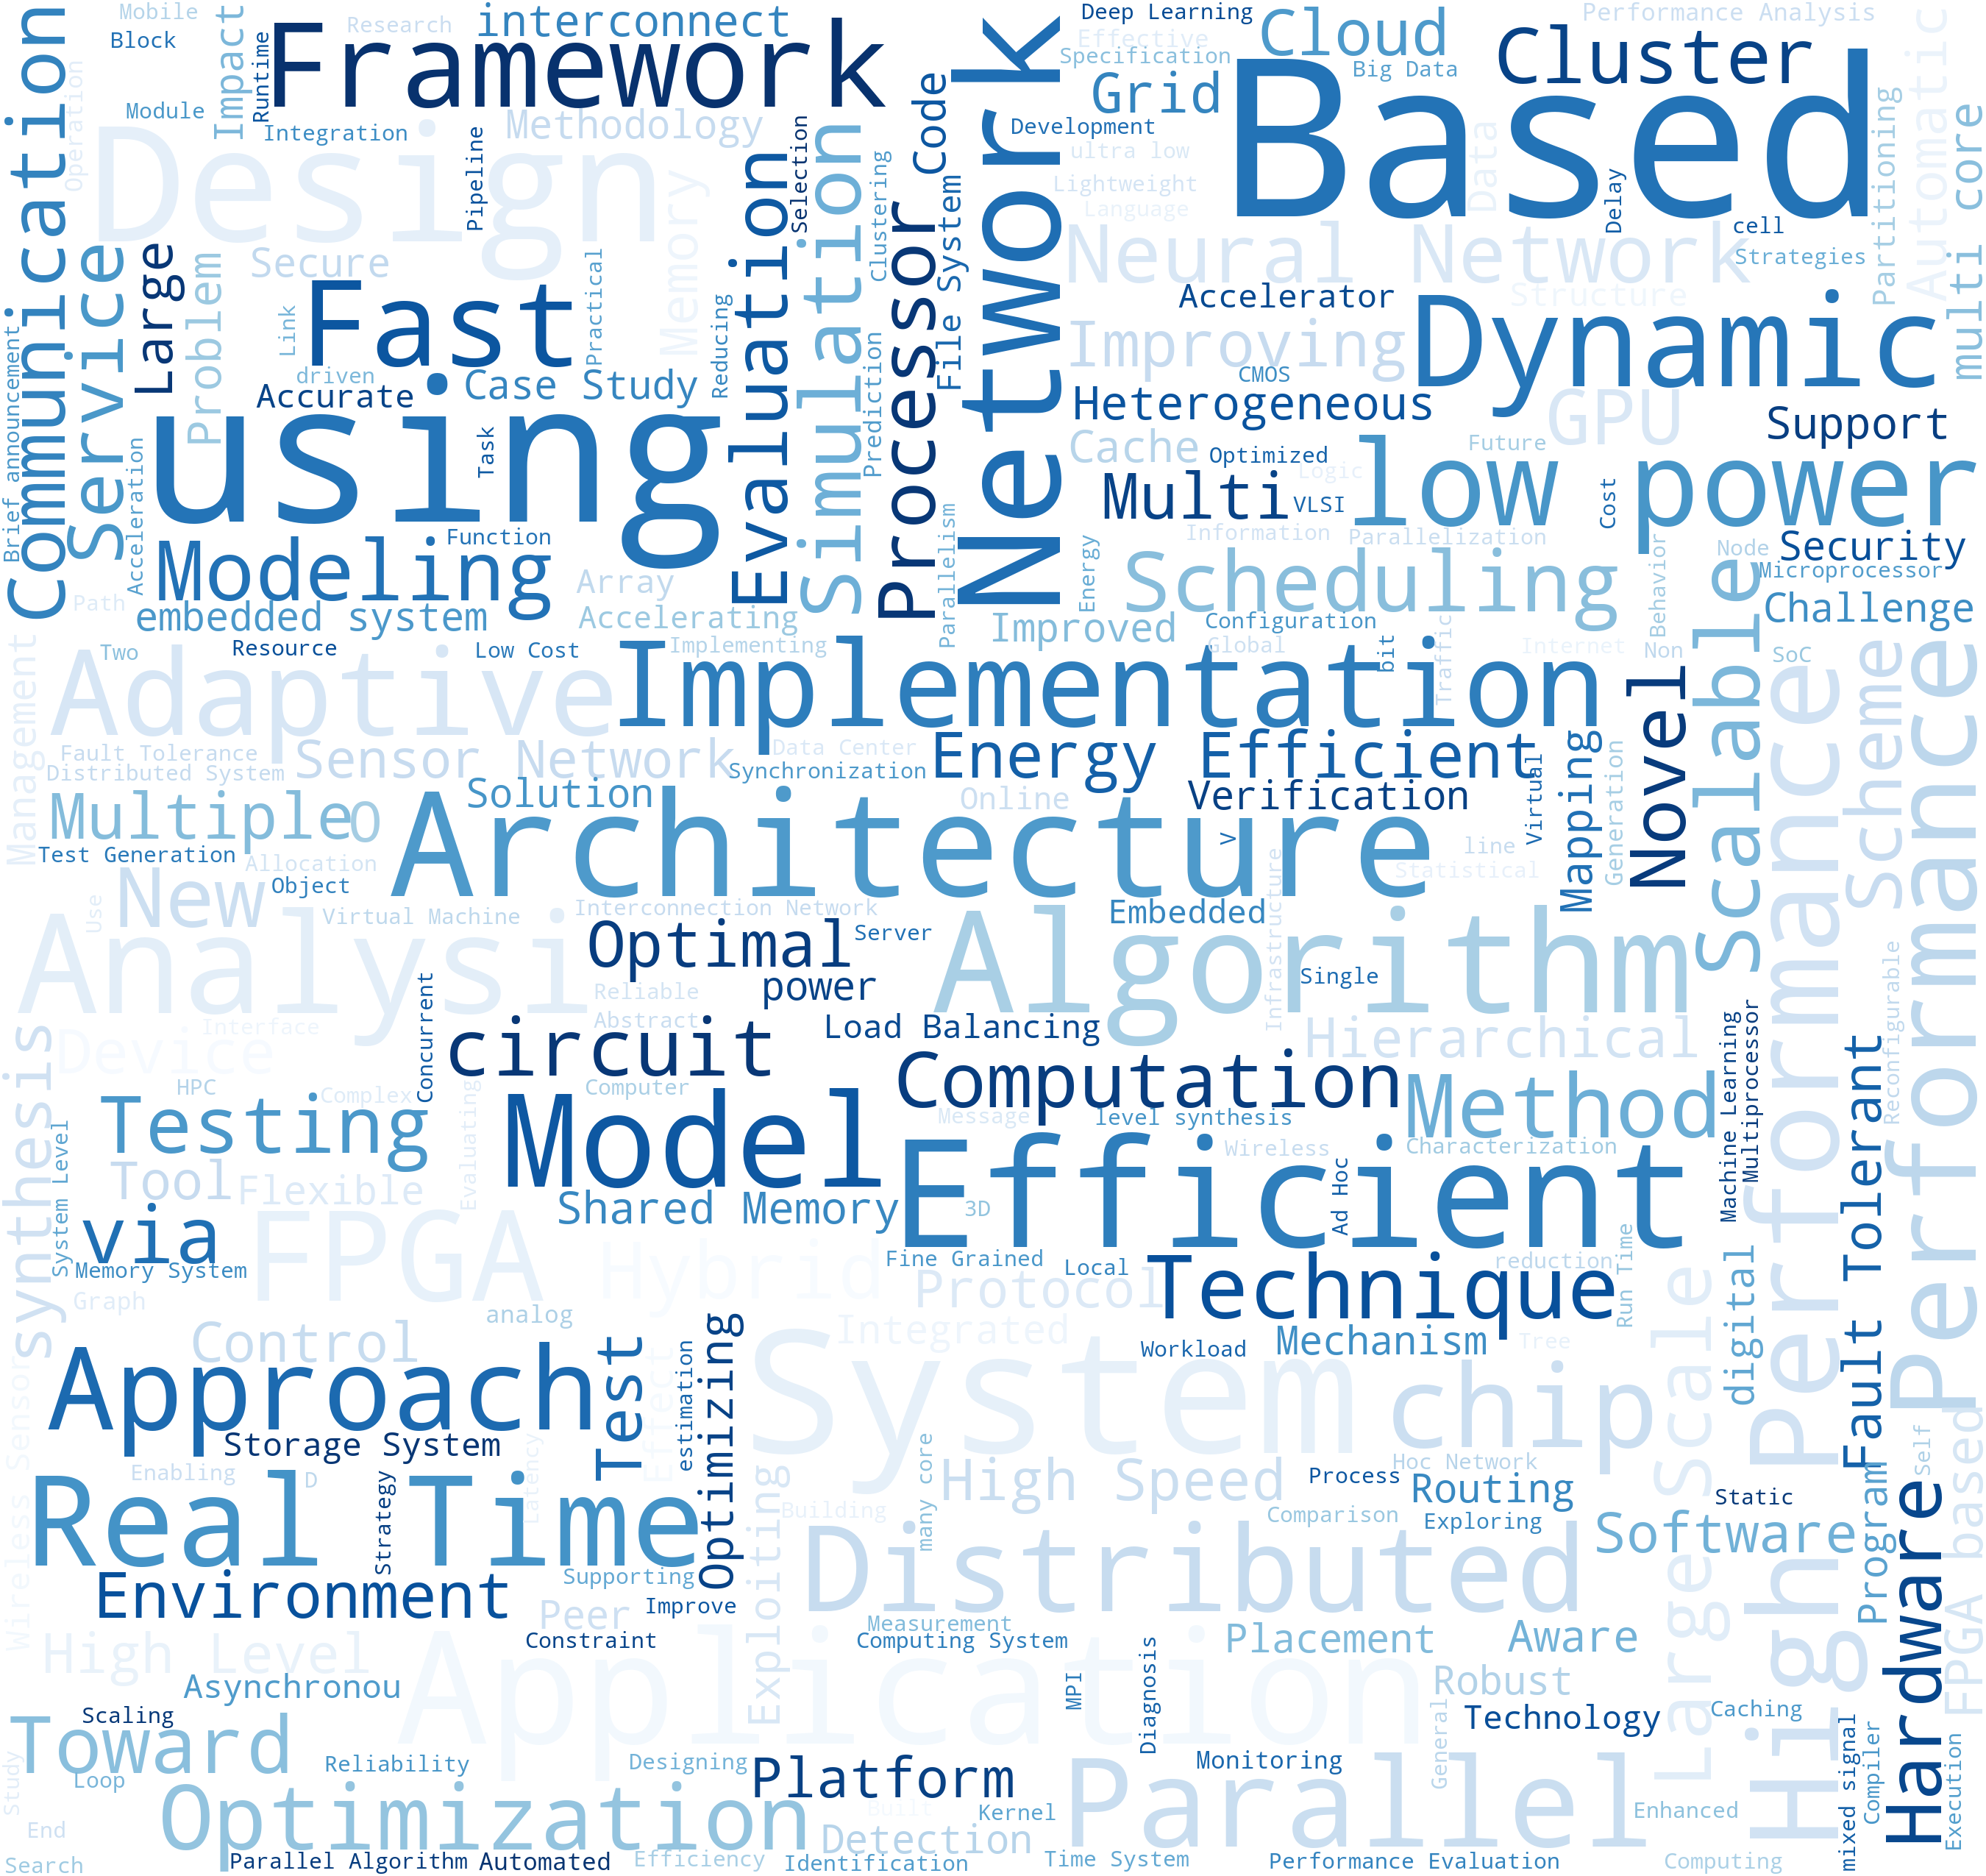 Mobile
Research
interconnect
Deep Learning
Cloud
Performance Analysis
Block
Framework
Effective
Specification
Big Data
Cluster
Automatic
Communication
Impact
Runtime
Network
Grid
Based
Module
Integration
Methodology
Code
Development
Operation
Design
Pipeline
Selection
ultra low
Data
Partitioning
multi core
Lightweight
Language
Memory
Evaluation
Simulation
Clustering
Processor
File System
Delay
cell
Service
Large
Problem
Secure
Practical
Neural Network
Strategies
Fast
Link
Reducing
Accelerator
Structure
Improving
Dynamic
driven
Accurate
Case Study
Prediction
CMOS
Heterogeneous
GPU
Support
Brief announcement
Acceleration
using
Task
Cache
Optimized
Future
Logic
Multi
VLSI
low power
Cost
Function
Modeling
Parallelism
Information
Parallelization
Behavior
Node
Security
Microprocessor
Array
Energy
Scheduling
Path
embedded system
Accelerating
Improved
Configuration
Challenge
Scalable
Two
Resource
Low Cost
Implementing
Global
bit
Traffic
Internet
Non
SoC
Scheme
Management
Adaptive
Implementation
Novel
High Performance
Performance
Fault Tolerance
Sensor Network
Data Center
Energy Efficient
Mapping
Distributed System
Synchronization
Virtual
Multiple
O
Solution
Architecture
Online
Verification
V
line
Generation
Test Generation
Allocation
Statistical
New
Object
Use
Virtual Machine
Interconnection Network
Embedded
Infrastructure
Analysi
Optimal
Server
Algorithm
power
Single
Reliable
Concurrent
Interface
Device
circuit
Abstract
Load Balancing
Hierarchical
Machine Learning
Multiprocessor
Reconfigurable
synthesis
HPC
Complex
Evaluating
Computer
Computation
Message
level synthesis
Method
Testing
Model
Wireless
Characterization
Fault Tolerant
System Level
Tool
Flexible
Shared Memory
3D
Efficient
Ad Hoc
via
Memory System
FPGA
Hybrid
Fine Grained
Local
reduction
Run Time
digital
Graph
analog
Protocol
Technique
Large Scale
Wireless Sensor
Control
Approach
Test
Effect
estimation
Optimizing
Integrated
Workload
Mechanism
Tree
System
chip
Storage System
Enabling
D
Strategy
Latency
Exploiting
many core
High Speed
Process
Hoc Network
Routing
Static
Self
FPGA based
Real Time
Building
Comparison
Exploring
Software
Program
Hardware
Environment
Supporting
Distributed
Peer
Improve
Measurement
Constraint
Computing System
Placement
Aware
High Level
Application
Asynchronou
MPI
Diagnosis
Robust
Scaling
General
Technology
Caching
Toward
Reliability
Designing
Platform
Monitoring
mixed signal
Compiler
Execution
Study
Loop
Optimization
Built
Kernel
Parallel
Enhanced
End
Detection
Search
Parallel Algorithm
Automated
Efficiency
Identification
Time System
Performance Evaluation
Computing